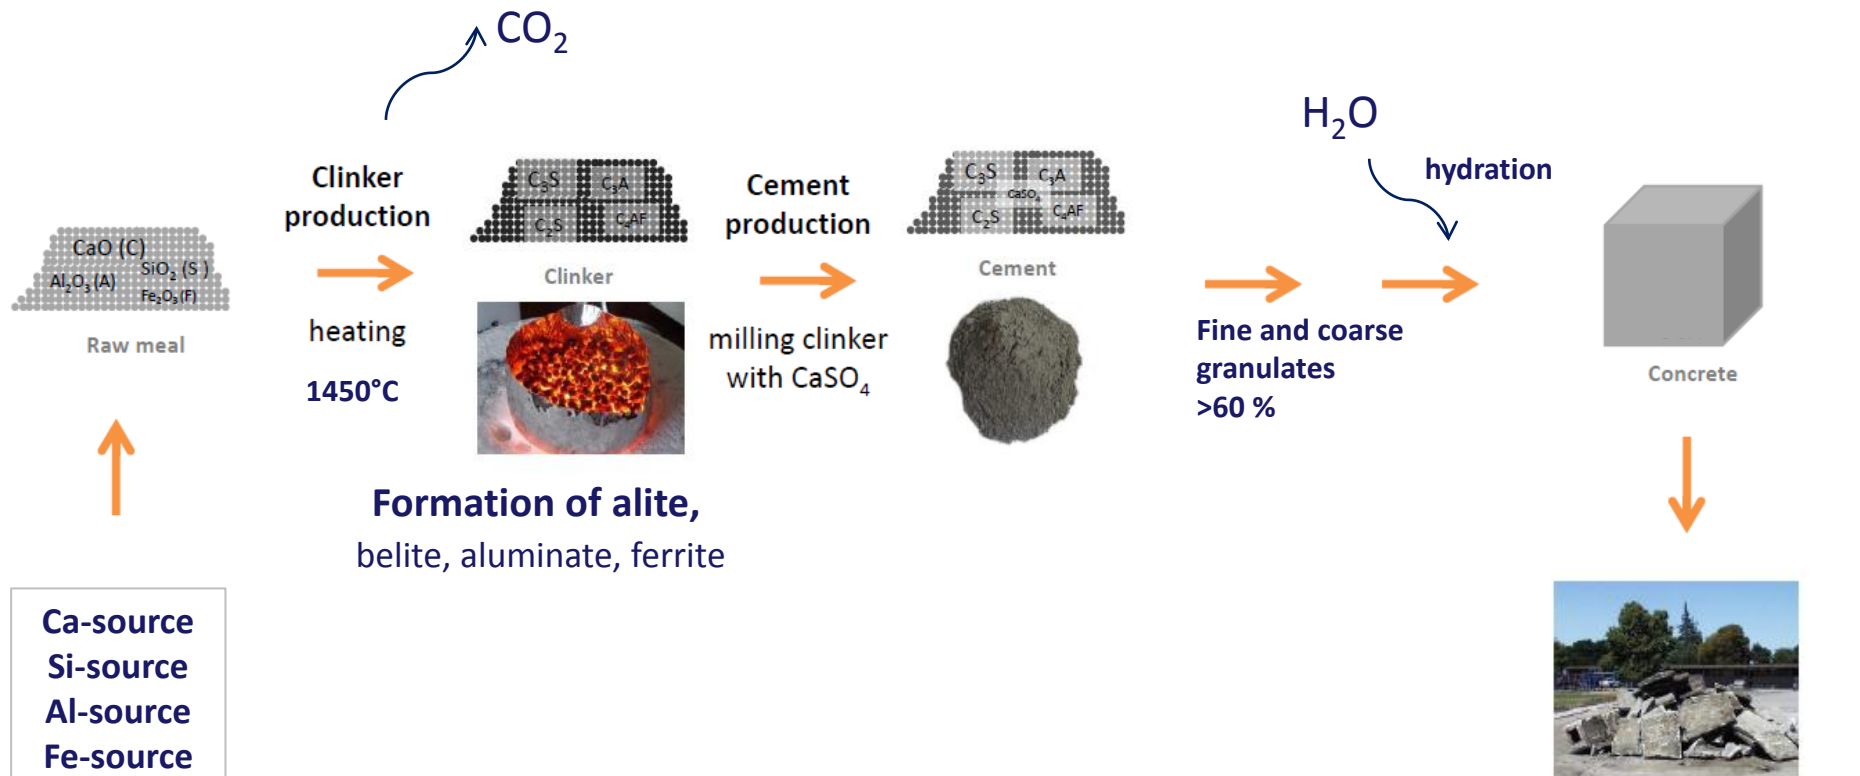 CO₂
H₂O
hydration
Clinker
production
C₃S
C₃A
C₂S
C₄AF
Clinker
Cement
production
C₃S
C₃A
CaSO₄
C₂S
C₄AF
Cement
CaO (C)
SiO₂ (S )
Al₂O₃ (A)
Fe₂O₃ (F)
Raw meal
heating
1450°C
milling clinker
with CaSO₄
Fine and coarse
granulates
>60 %
Concrete
Formation of alite,
belite, aluminate, ferrite
Ca-source
Si-source
Al-source
Fe-source